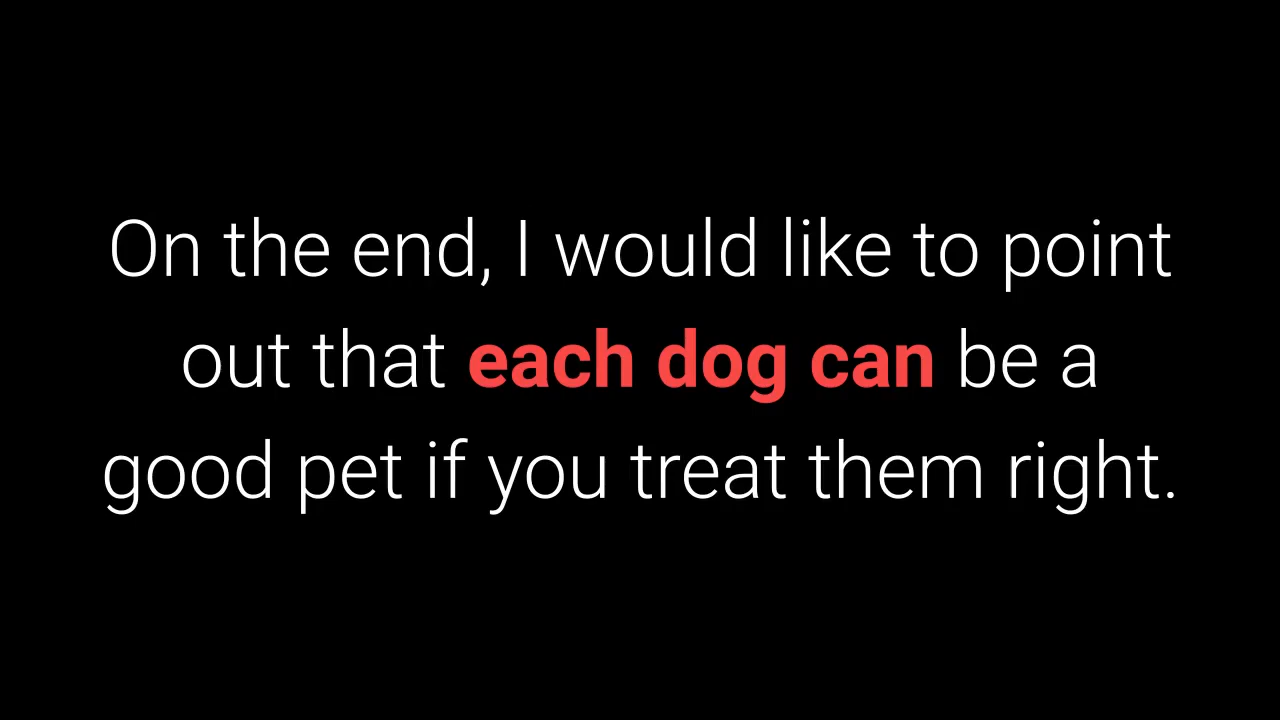 On the end, I would like to point
out that each dog can be a
good pet if you treat them right.